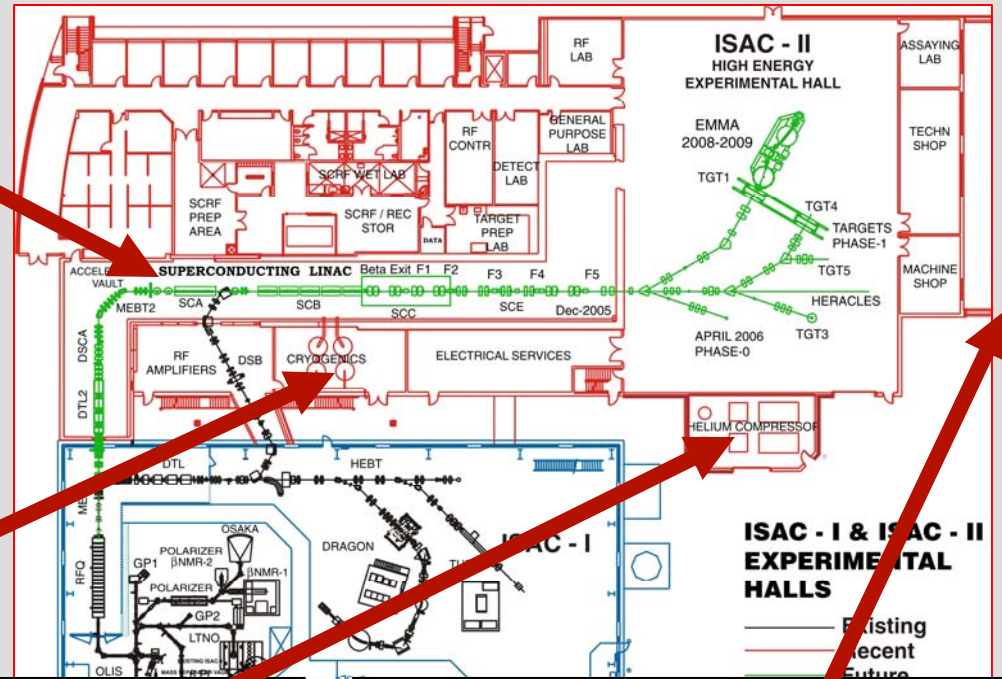 RF
LAB
ISAC - II
HIGH ENERGY
EXPERIMENTAL HALL
ASSAYING
LAB
EMMA
2008-2009
TECHN
SHOP
GENERAL
PURPOSE
LAB
RF
CONTR
DETECT
LAB
SCRF WET LAB
TGT1
TGT4
TARGETS
PHASE-1
SCRF
PREP
AREA
SCRF / REC
STOR
DATA
TARGET
PREP
LAB
TGT5
MACHINE
SHOP
VAULT
SUPERCONDUCTING LINAC
Beta Exit F1 F2 F3 F4 F5
MEBT2
SCA
SCB
SCC
SCE
Dec-2005
HERACLES
APRIL 2006
PHASE-0
TGT3
DSCA
DTL2
RF
AMPLIFIERS
DSB
CRYOGENICS
ELECTRICAL SERVICES
HELIUM COMPRESSOR
DTL
HEBT
ISAC - I
DRAGON
OSAKA
POLARIZER
βNMR-2
βNMR-1
GP1
POLARIZER
RFQ
GP2
LTNO
OLIS
ISAC - I & ISAC - II
EXPERIMENTAL
HALLS
Existing
Recent
Future